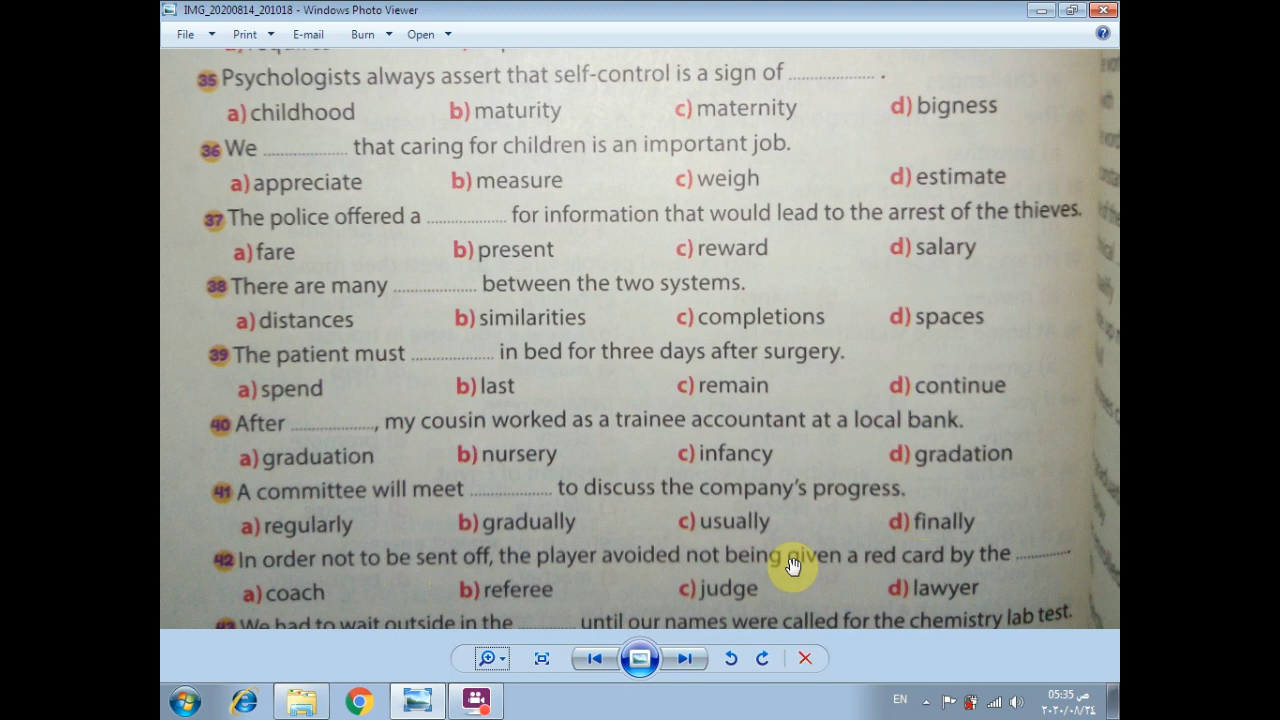 IMG_20200814_201018 - Windows Photo Viewer
File Print E-mail Burn Open
35 Psychologists always assert that self-control is a sign of .................. .
a) childhood b) maturity c) maternity d) bigness
36 We .................. that caring for children is an important job.
a) appreciate b) measure c) weigh d) estimate
37 The police offered a .................. for information that would lead to the arrest of the thieves.
a) fare b) present c) reward d) salary
38 There are many .................. between the two systems.
a) distances b) similarities c) completions d) spaces
39 The patient must .................. in bed for three days after surgery.
a) spend b) last c) remain d) continue
40 After .................., my cousin worked as a trainee accountant at a local bank.
a) graduation b) nursery c) infancy d) gradation
41 A committee will meet .................. to discuss the company's progress.
a) regularly b) gradually c) usually d) finally
42 In order not to be sent off, the player avoided not being given a red card by the ............
a) coach b) referee c) judge d) lawyer
43 We had to wait outside in the ............ until our names were called for the chemistry lab test.
EN
05:35 ص
٢٠٢٠/٠٨/٢٤